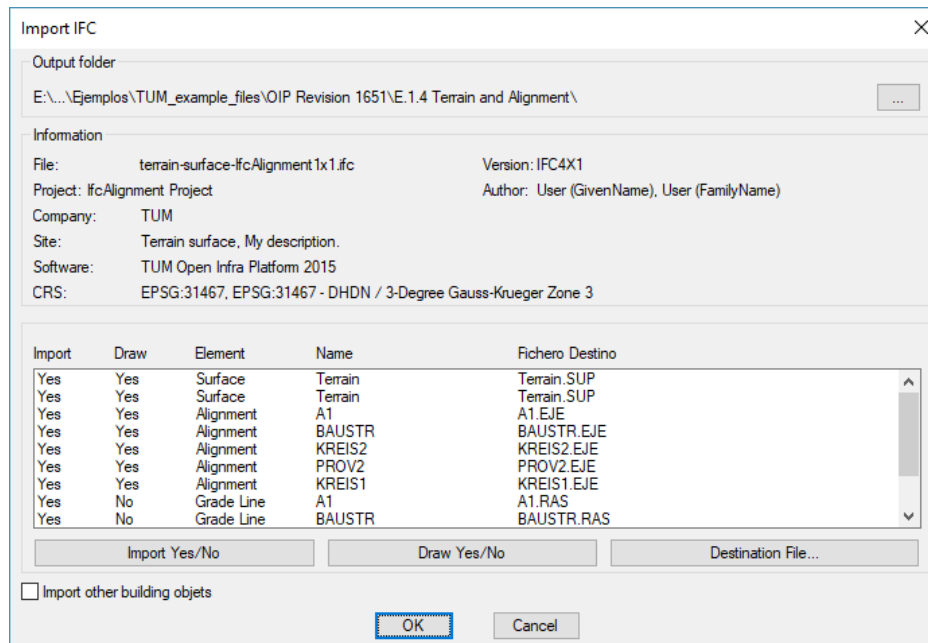 Import IFC
Output folder
E:\...\Ejemplos\TUM_example_files\OIP Revision 1651\E.1.4 Terrain and Alignment\ ...
Information
File: terrain-surface-IfcAlignment1x1.ifc Version: IFC4X1
Project: IfcAlignment Project Author: User (GivenName), User (FamilyName)
Company: TUM
Site: Terrain surface, My description.
Software: TUM Open Infra Platform 2015
CRS: EPSG:31467, EPSG:31467 - DHDN / 3-Degree Gauss-Krueger Zone 3
Import Draw Element Name Fichero Destino
Yes Yes Surface Terrain Terrain.SUP
Yes Yes Surface Terrain Terrain.SUP
Yes Yes Alignment A1 A1.EJE
Yes Yes Alignment BAUSTR BAUSTR.EJE
Yes Yes Alignment KREIS2 KREIS2.EJE
Yes Yes Alignment PROV2 PROV2.EJE
Yes Yes Alignment KREIS1 KREIS1.EJE
Yes No Grade Line A1 A1.RAS
Yes No Grade Line BAUSTR BAUSTR.RAS
Import Yes/No Draw Yes/No Destination File...
Import other building objets
OK Cancel